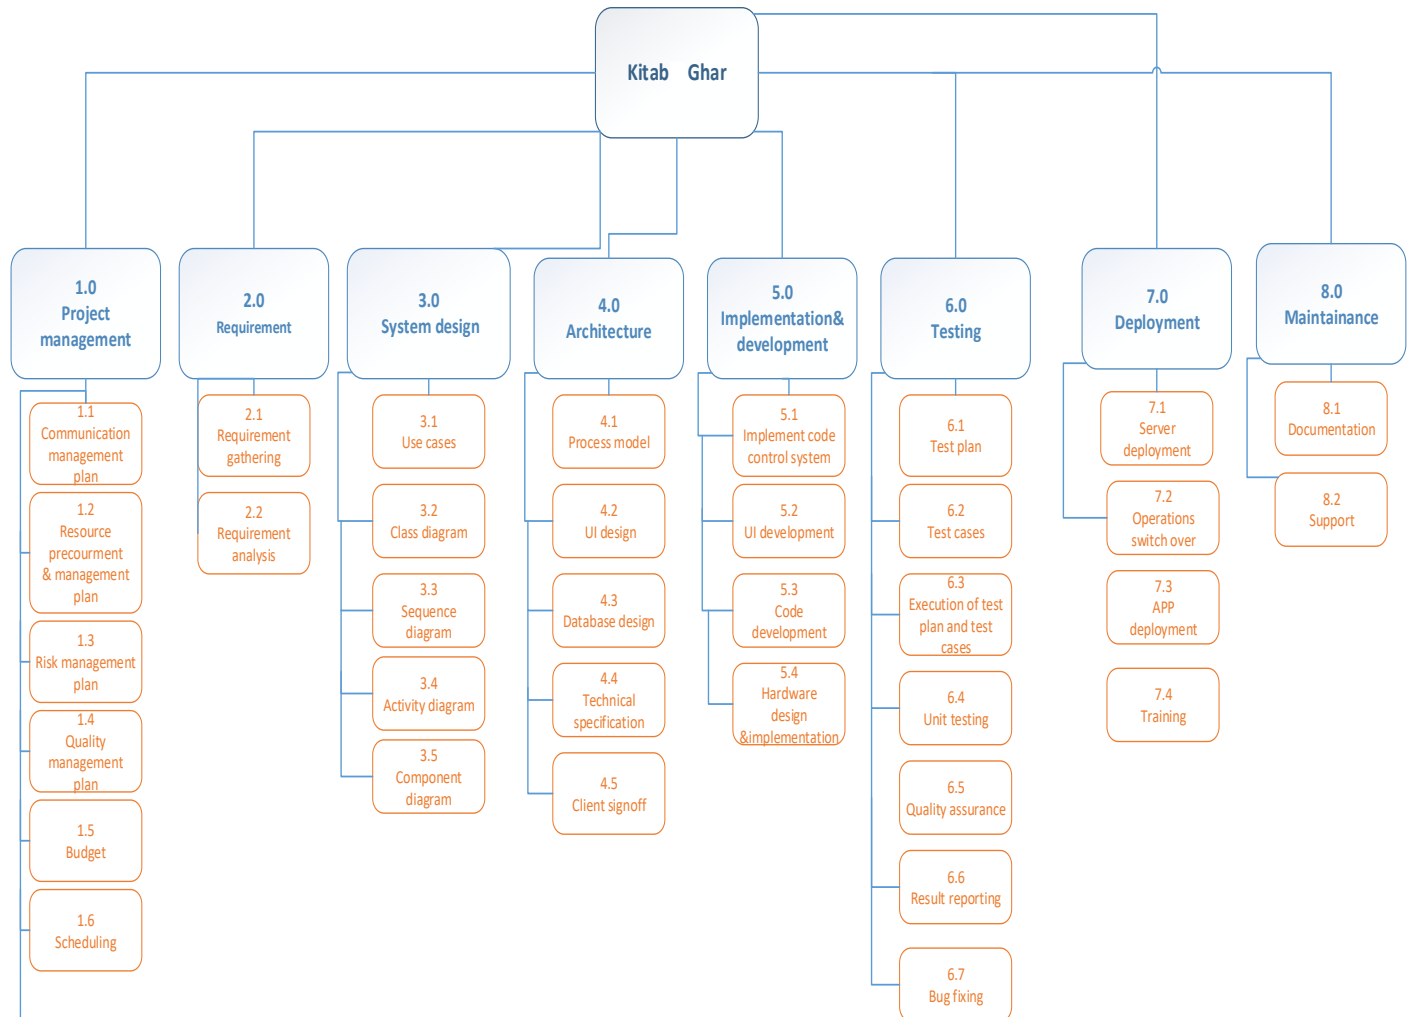 Kitab Ghar
1.0
Project
management
1.1
Communication
management
plan
1.2
Resource
precourment
& management
plan
1.3
Risk management
plan
1.4
Quality
management
plan
1.5
Budget
1.6
Scheduling
2.0
Requirement
2.1
Requirement
gathering
2.2
Requirement
analysis
3.0
System design
3.1
Use cases
3.2
Class diagram
3.3
Sequence
diagram
3.4
Activity diagram
3.5
Component
diagram
4.0
Architecture
4.1
Process model
4.2
UI design
4.3
Database design
4.4
Technical
specification
4.5
Client signoff
5.0
Implementation&
development
5.1
Implement code
control system
5.2
UI development
5.3
Code
development
5.4
Hardware
design
&implementation
6.0
Testing
6.1
Test plan
6.2
Test cases
6.3
Execution of test
plan and test
cases
6.4
Unit testing
6.5
Quality assurance
6.6
Result reporting
6.7
Bug fixing
7.0
Deployment
7.1
Server
deployment
7.2
Operations
switch over
7.3
APP
deployment
7.4
Training
8.0
Maintainance
8.1
Documentation
8.2
Support